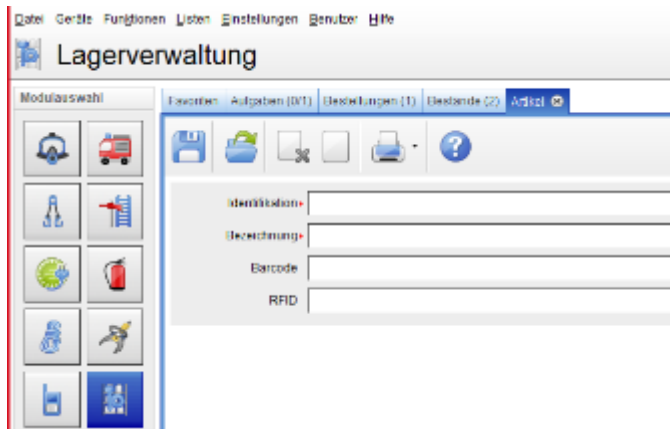 Datei Geräte Funktionen Listen Einstellungen Benutzer Hilfe
Lagerverwaltung
Modulauswahl
Favoriten Aufgaben (0/1) Bestellungen (1) Bestände (2) Artikel
Identifikation
Bezeichnung
Barcode
RFID